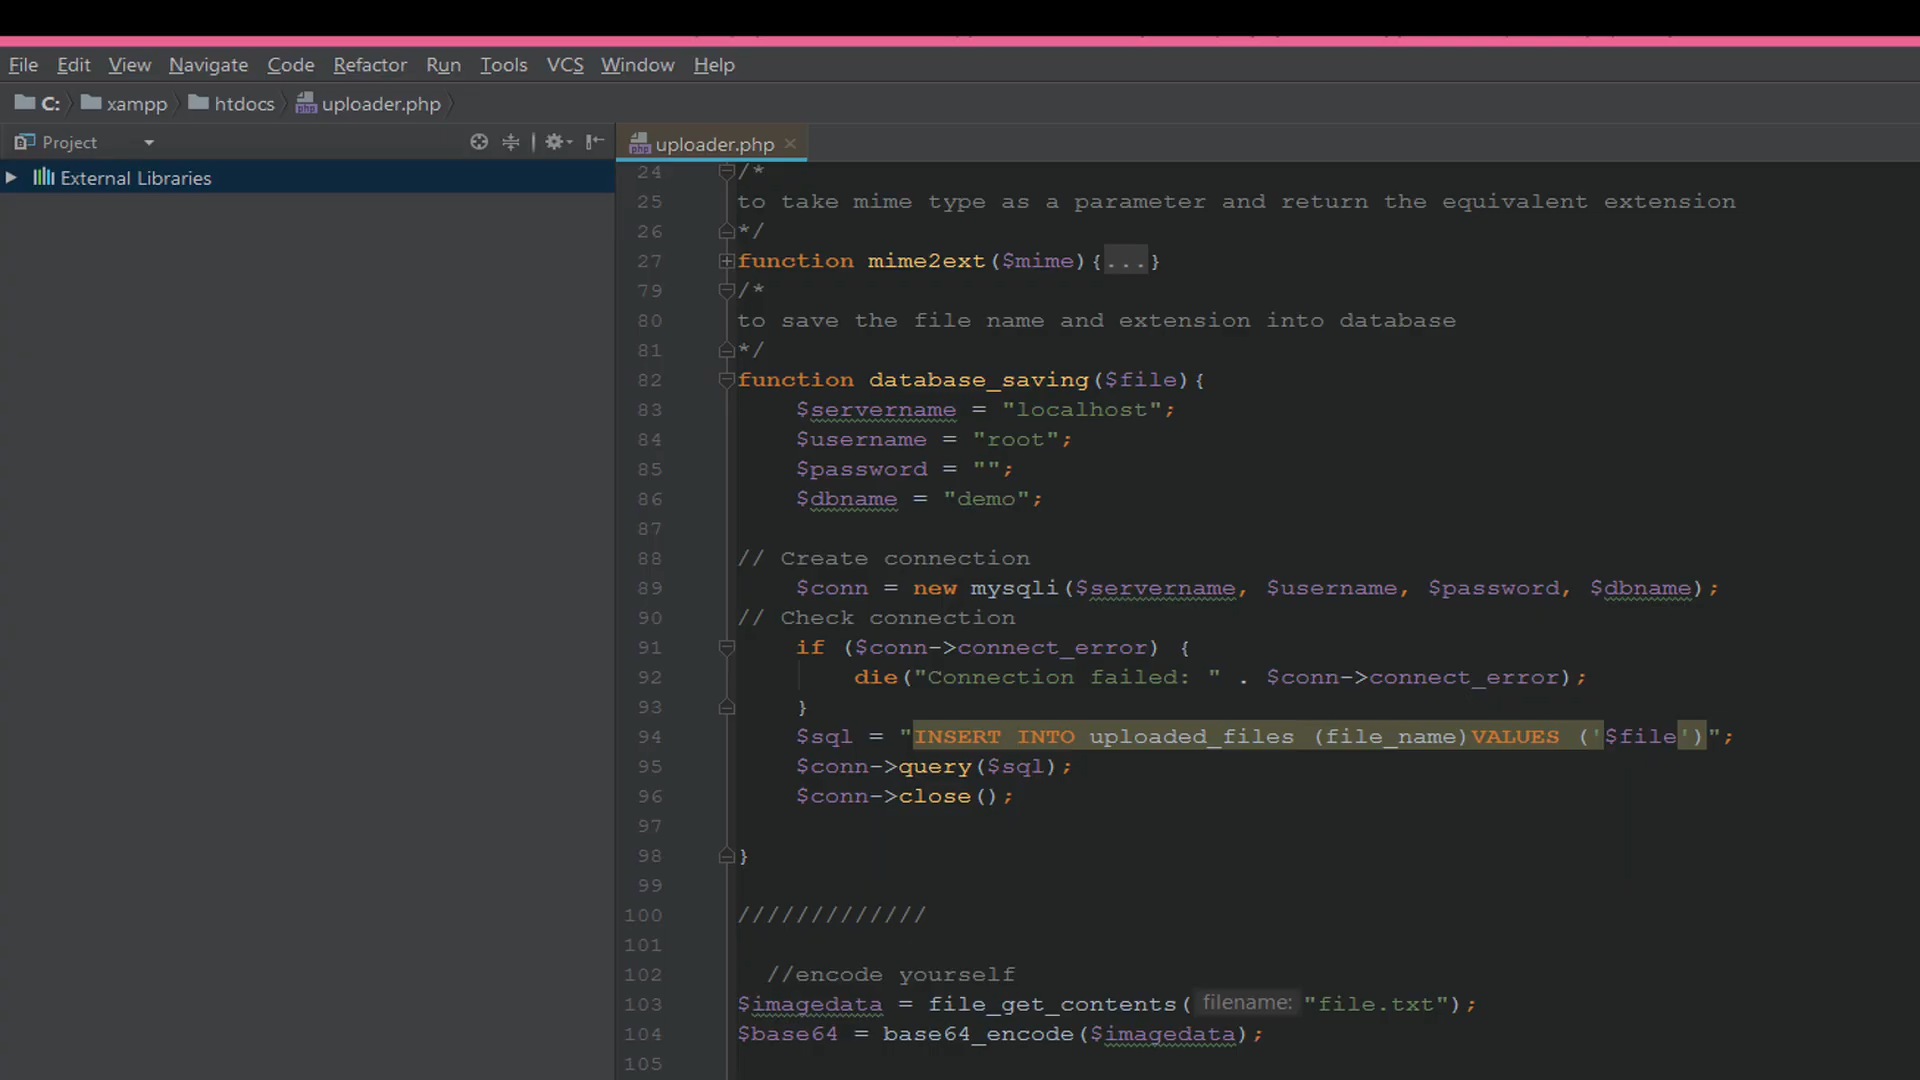 File Edit View Navigate Code Refactor Run Tools VCS Window Help
C: xampp htdocs uploader.php
Project
uploader.php
External Libraries
24 /*
25 to take mime type as a parameter and return the equivalent extension
26 */
27 function mime2ext($mime){...}
79 /*
80 to save the file name and extension into database
81 */
82 function database_saving($file){
83 $servername = "localhost";
84 $username = "root";
85 $password = "";
86 $dbname = "demo";
87
88 // Create connection
89 $conn = new mysqli($servername, $username, $password, $dbname);
90 // Check connection
91 if ($conn->connect_error) {
92 die("Connection failed: " . $conn->connect_error);
93 }
94 $sql = "INSERT INTO uploaded_files (file_name)VALUES ('$file')";
95 $conn->query($sql);
96 $conn->close();
97
98 }
99
100 /////////////
101
102 //encode yourself
103 $imagedata = file_get_contents( filename: "file.txt");
104 $base64 = base64_encode($imagedata);
105